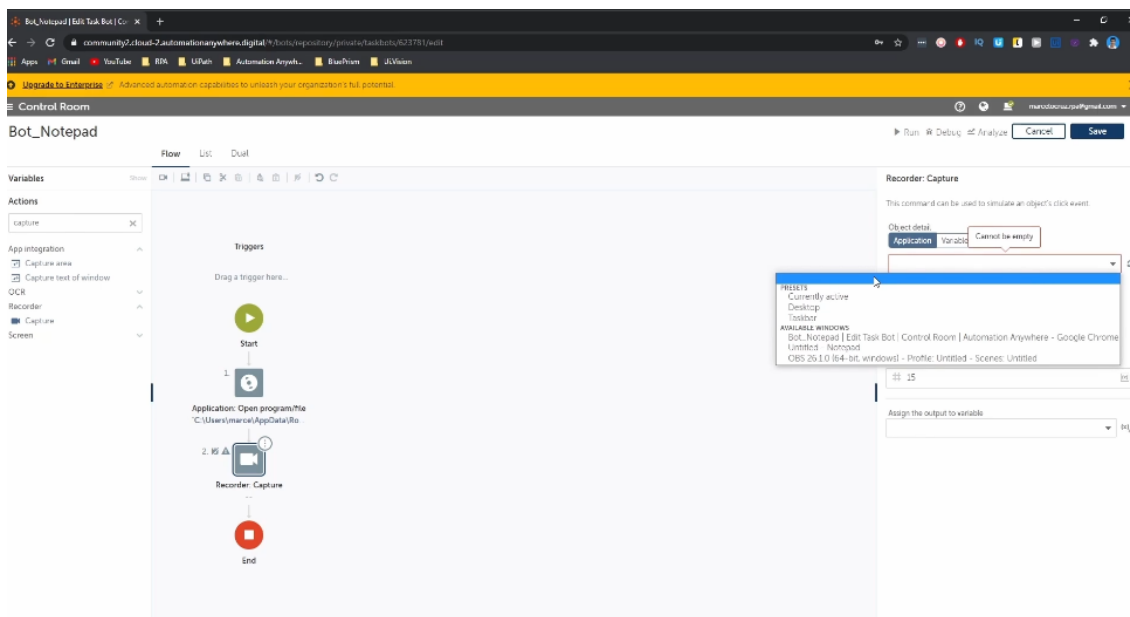 Bot_Notepad | Edit Task Bot | Co
community2.cloud-2.automationanywhere.digital/#/bots/repository/private/taskbots/623781/edit
Apps Gmail YouTube RPA UiPath Automation Anywh... BluePrism UiVision
Upgrade to Enterprise Advanced automation capabilities to unleash your organization's full potential.
Control Room
marcelocruz.rpa@gmail.com
Bot_Notepad
Run Debug Analyze Cancel Save
Flow List Dual
Variables Show
Recorder: Capture
Actions
This command can be used to simulate an object's click event.
capture
Object detail
Cannot be empty
Application Variable
App integration
Capture area
Capture text of window
OCR
Recorder
Capture
Screen
Triggers
Drag a trigger here...
Start
1.
Application: Open program/file
"C:\Users\marce\AppData\Ro...
2.
Recorder: Capture
--
End
PRESETS
Currently active
Desktop
Taskbar
AVAILABLE WINDOWS
Bot_Notepad | Edit Task Bot | Control Room | Automation Anywhere - Google Chrome
Untitled - Notepad
OBS 26.1.0 (64-bit, windows) - Profile: Untitled - Scenes: Untitled
# 15
Assign the output to variable